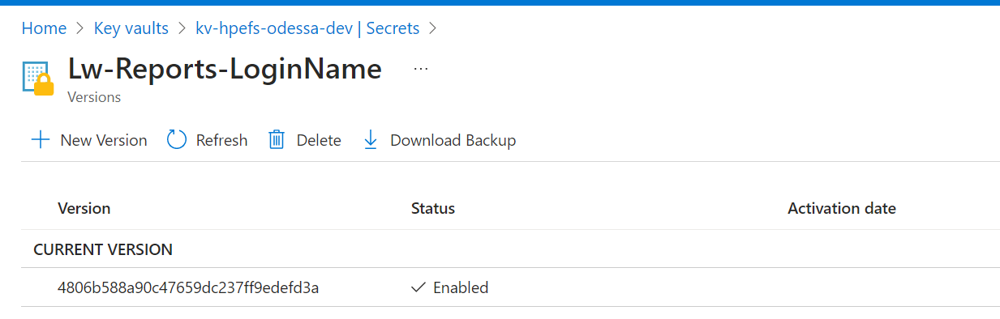 Home > Key vaults > kv-hpefs-odessa-dev | Secrets >
Lw-Reports-LoginName ...
Versions
New Version Refresh Delete Download Backup
Version Status Activation date
CURRENT VERSION
4806b588a90c47659dc237ff9edefd3a Enabled